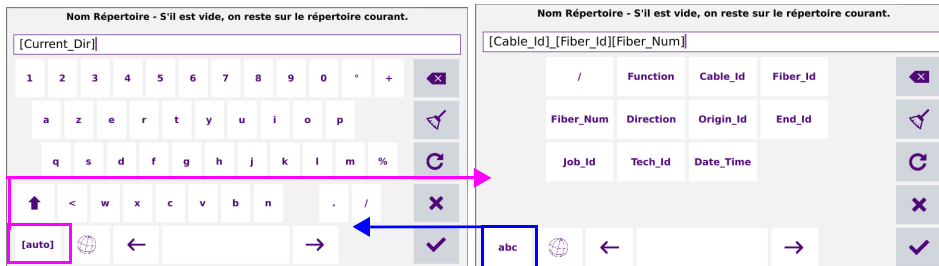 Nom Répertoire - S'il est vide, on reste sur le répertoire courant.
[Current_Dir]
1 2 3 4 5 6 7 8 9 0 ° +
a z e r t y u i o p
q s d f g h j k l m %
< w x c v b n . /
[auto]
Nom Répertoire - S'il est vide, on reste sur le répertoire courant.
[Cable_Id]_[Fiber_Id][Fiber_Num]
/ Function Cable_Id Fiber_Id
Fiber_Num Direction Origin_Id End_Id
Job_Id Tech_Id Date_Time
abc